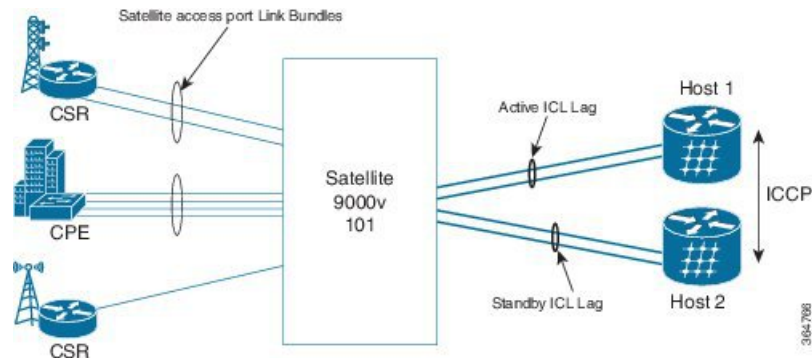 Satellite access port Link Bundles
CSR
CPE
CSR
Satellite
9000v
101
Active ICL Lag
Standby ICL Lag
Host 1
ICCP
Host 2
364766